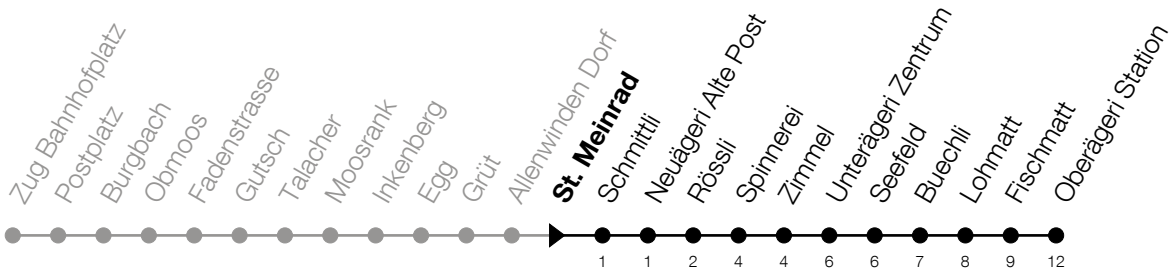 Zug Bahnhofplatz
Postplatz
Burgbach
Obmoos
Fadenstrasse
Gutsch
Talacher
Moosrank
Inkenberg
Egg
Grüt
Allenwinden Dorf
St. Meinrad
Schmittli
Neuägeri Alte Post
Rössli
Spinnerei
Zimmel
Unterägeri Zentrum
Seefeld
Buechli
Lohmatt
Fischmatt
Oberägeri Station
1 1 2 4 4 6 6 7 8 9 12